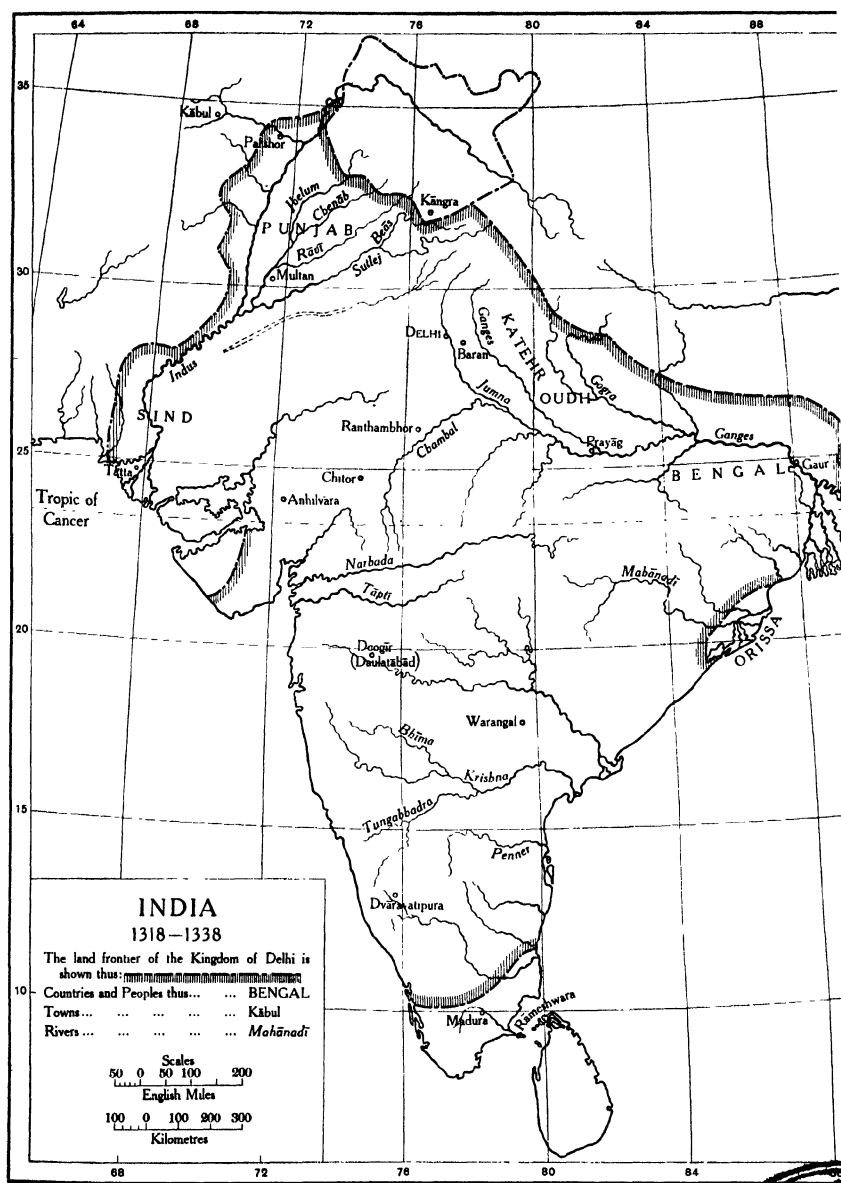 64 68 72 76 80 84 88
35
Kābul
Parshor
Jhelum
Chenāb
Kāngra
PUNJAB
Rāvī
Beās
Sutlej
30
Multan
DELHI
Ganges
KATEHR
Baran
Indus
Jumna
OUDH
Gogra
SIND
Ranthambhor
Chambal
Prayāg
Ganges
25
Tatta
BENGAL
Gaur
Chitor
Anhilvāra
Tropic of
Cancer
Narbada
Mahānadī
Tāptī
20
Deogīr
(Daulatābād)
ORISSA
Warangal
Bhīma
Krishna
15
Tungabhadra
Penner
Dvāravatīpura
INDIA
1318–1338
The land frontier of the Kingdom of Delhi is
shown thus:
Countries and Peoples thus... ... BENGAL
Towns ... ... ... ... ... Kābul
Rivers ... ... ... ... ... Mahānadī
10
Madura
Rāmeshwara
Scales
50 0 50 100 200
English Miles
100 0 100 200 300
Kilometres
68 72 76 80 84